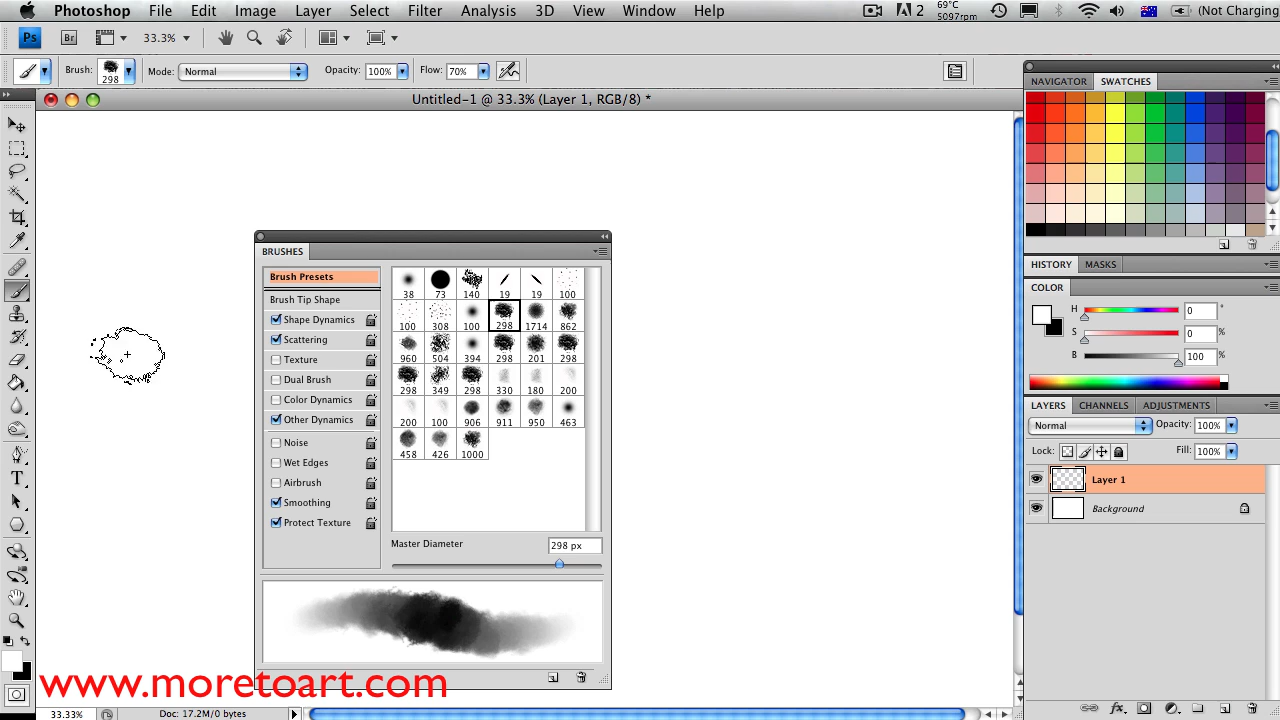 Photoshop File Edit Image Layer Select Filter Analysis 3D View Window Help 2 69°C 5097rpm (Not Charging
Ps Br 33.3%
Brush: 298 Mode: Normal Opacity: 100% Flow: 70%
Untitled-1 @ 33.3% (Layer 1, RGB/8) *
NAVIGATOR SWATCHES
BRUSHES
Brush Presets
Brush Tip Shape
Shape Dynamics
Scattering
Texture
Dual Brush
Color Dynamics
Other Dynamics
Noise
Wet Edges
Airbrush
Smoothing
Protect Texture
38 73 140 19 19 100
100 308 100 298 1714 862
960 504 394 298 201 298
298 349 298 330 180 200
200 100 906 911 950 463
458 426 1000
Master Diameter 298 px
HISTORY MASKS
COLOR
H 0 °
S 0 %
B 100 %
LAYERS CHANNELS ADJUSTMENTS
Normal Opacity: 100%
Lock: Fill: 100%
Layer 1
Background
fx
T
www.moretoart.com
33.33% Doc: 17.2M/0 bytes